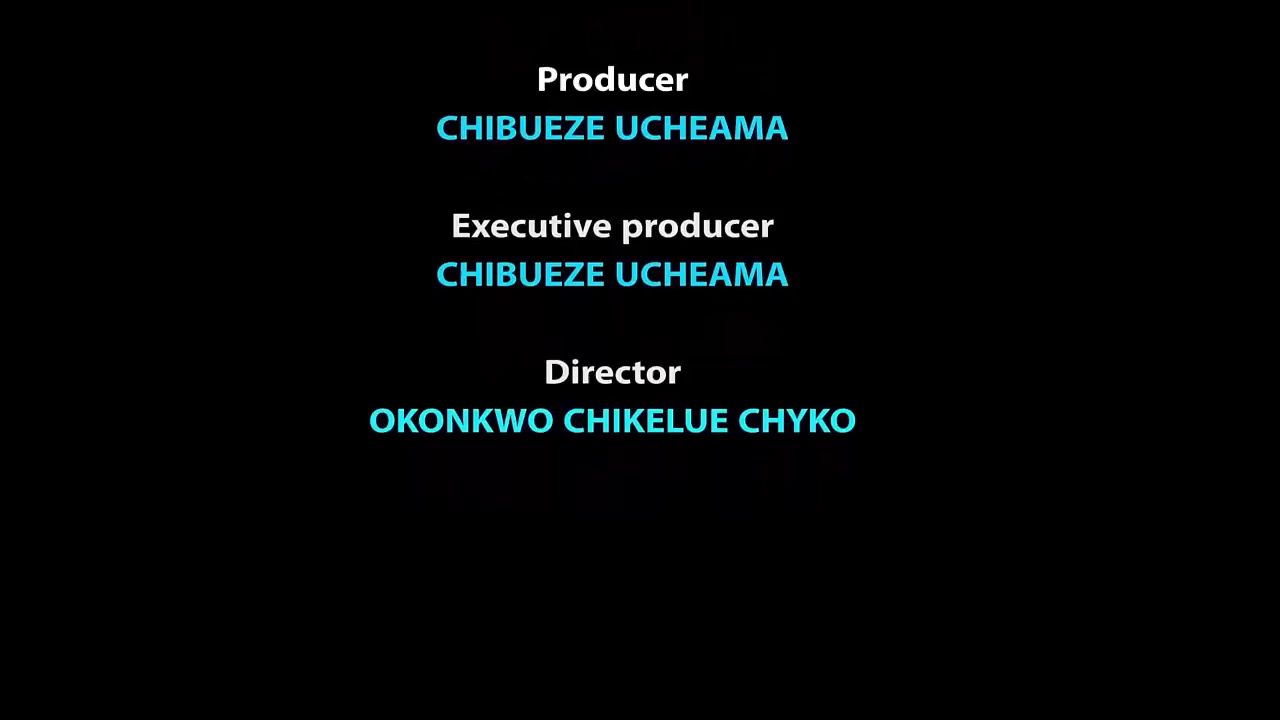 Producer
CHIBUEZE UCHEAMA
Executive producer
CHIBUEZE UCHEAMA
Director
OKONKWO CHIKELUE CHYKO